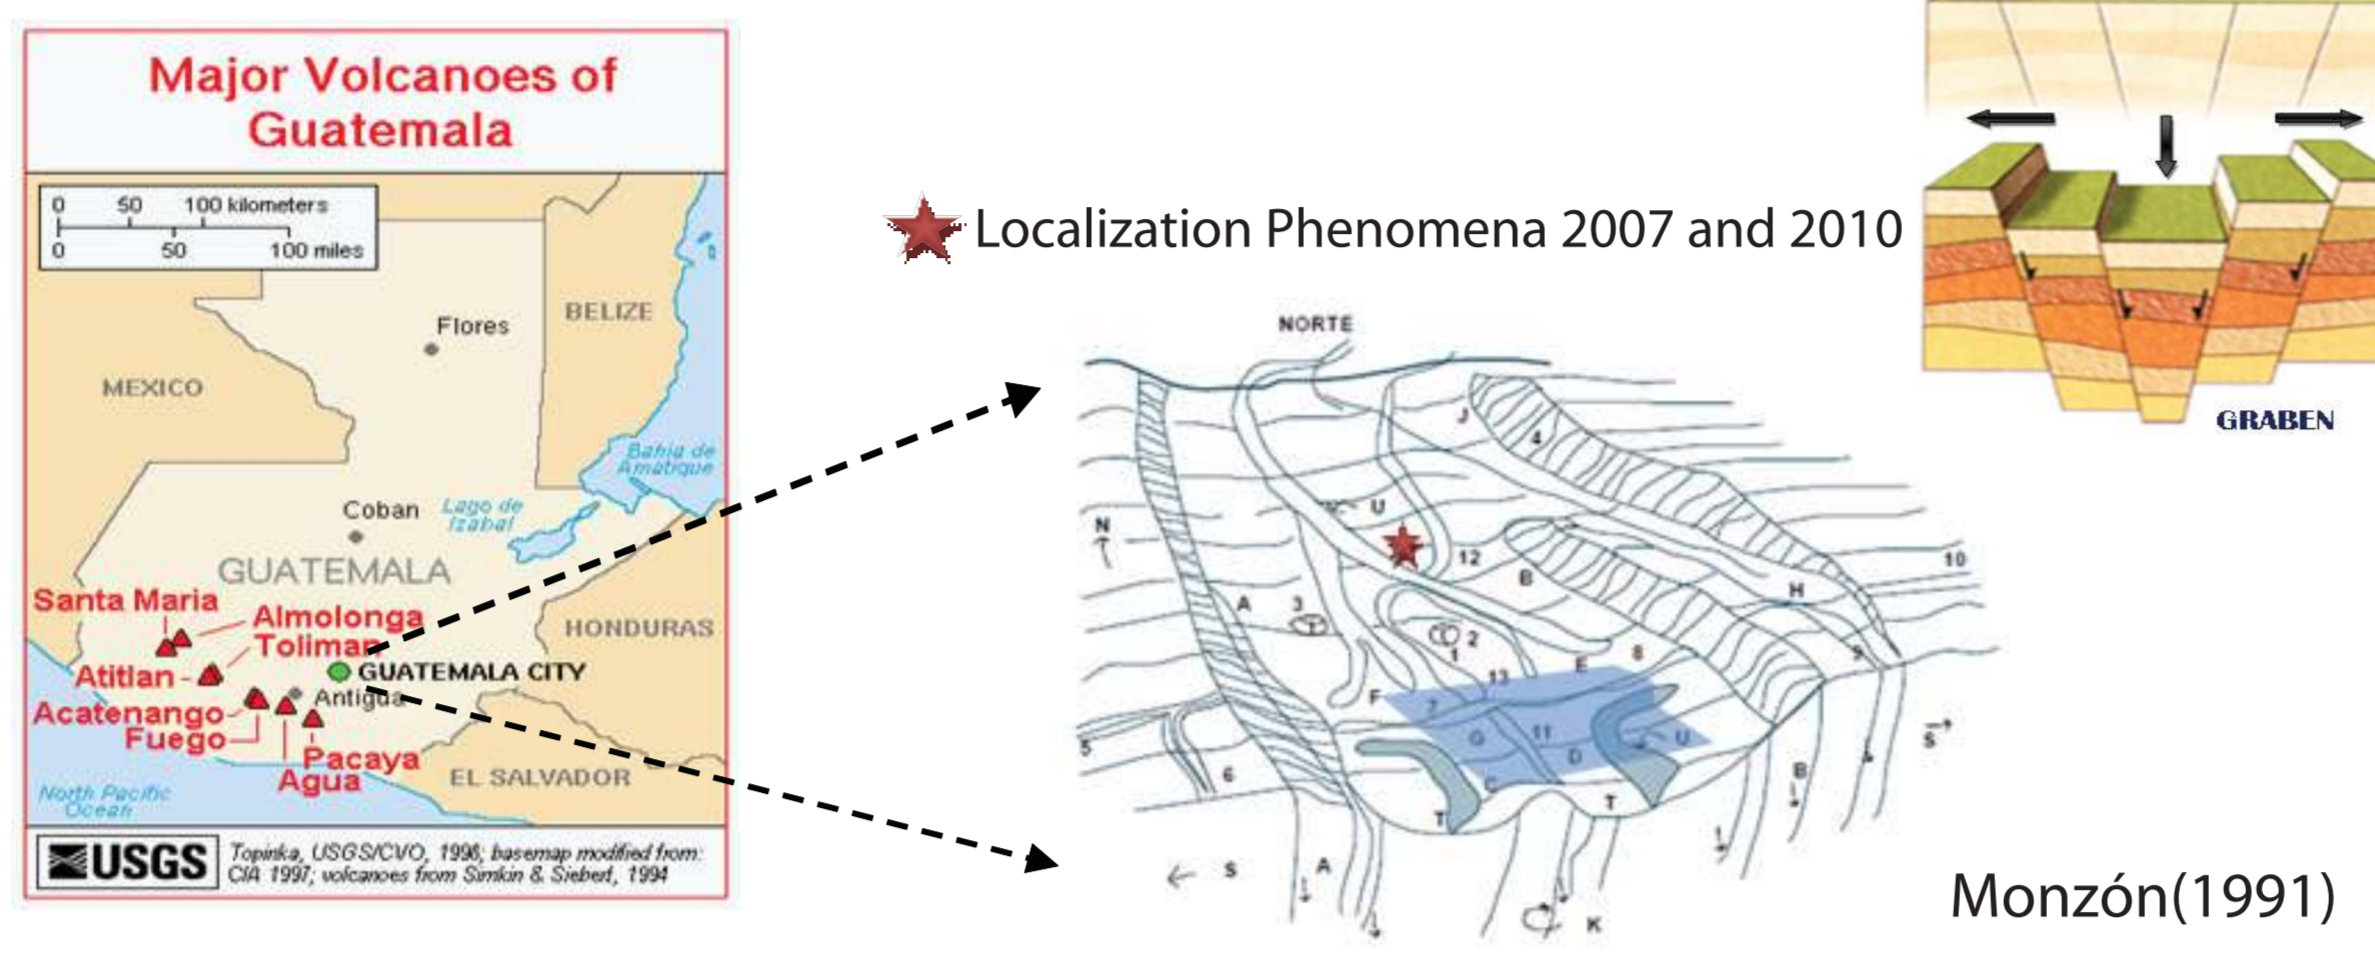 Major Volcanoes of
Guatemala
0 50 100 kilometers
0 50 100 miles
BELIZE
Flores
MEXICO
Bahia de
Amatique
Coban
Lago de
Izabal
GUATEMALA
Santa Maria
Almolonga
Toliman
HONDURAS
Atitlan
GUATEMALA CITY
Antigua
Acatenango
Fuego
Pacaya
Agua
EL SALVADOR
North Pacific
Ocean
USGS
Topinka, USGS/CVO, 1998; basemap modified from:
CIA 1997; volcanoes from Simkin & Siebert, 1994
Localization Phenomena 2007 and 2010
GRABEN
NORTE
J
4
U
N
12
10
B
H
A
3
2
1
8
9
E
13
F
7
G
11
D
U
C
5
6
S
B
T
T
S
A
K
Monzón(1991)